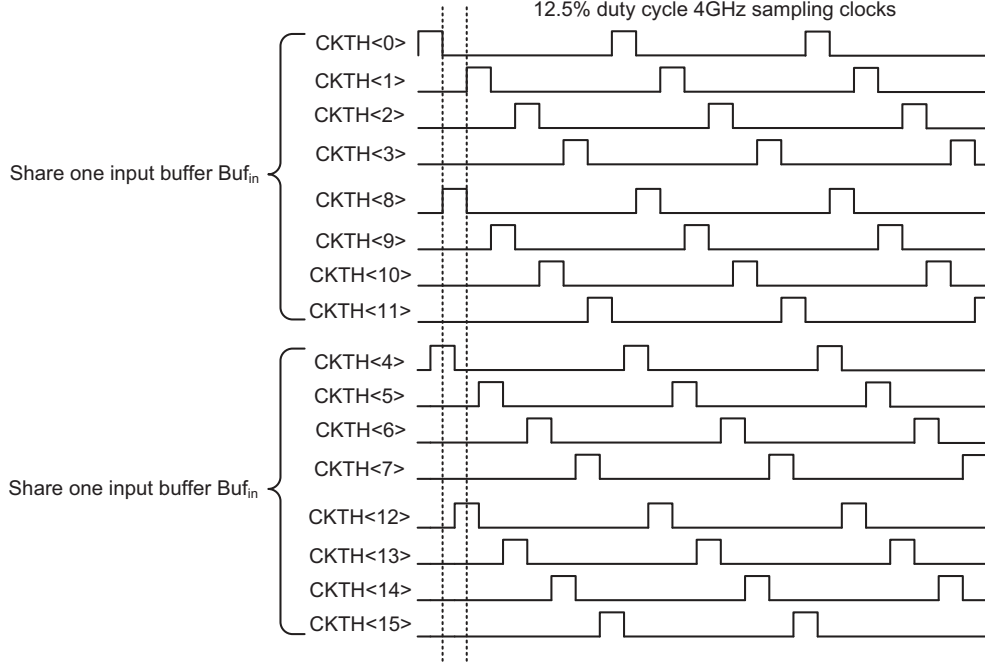 12.5% duty cycle 4GHz sampling clocks
CKTH<0>
CKTH<1>
CKTH<2>
CKTH<3>
Share one input buffer Bufin
CKTH<8>
CKTH<9>
CKTH<10>
CKTH<11>
CKTH<4>
CKTH<5>
CKTH<6>
CKTH<7>
Share one input buffer Bufin
CKTH<12>
CKTH<13>
CKTH<14>
CKTH<15>